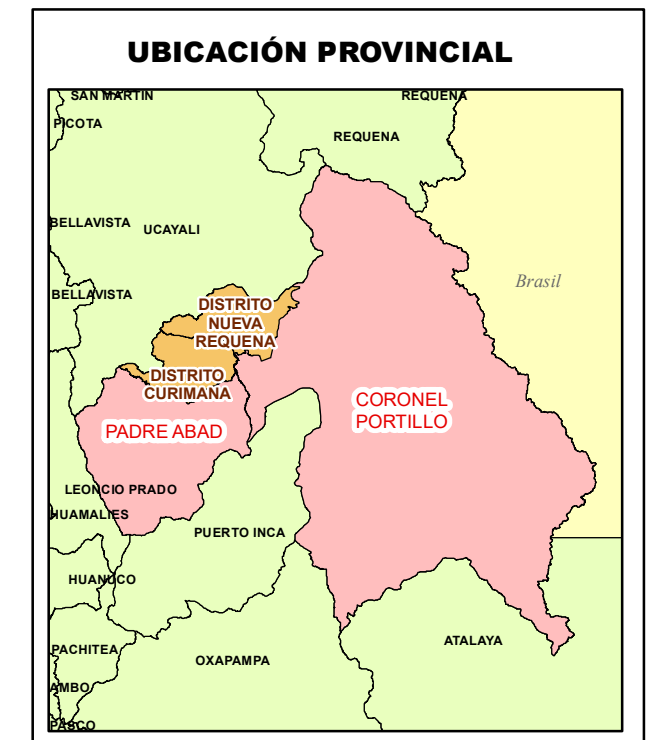 UBICACIÓN PROVINCIAL
SAN MARTIN
REQUENA
PICOTA
REQUENA
BELLAVISTA
UCAYALI
Brasil
BELLAVISTA
DISTRITO
NUEVA
REQUENA
DISTRITO
CURIMANA
CORONEL
PORTILLO
PADRE ABAD
LEONCIO PRADO
HUAMALIES
PUERTO INCA
HUANUCO
ATALAYA
PACHITEA
OXAPAMPA
AMBO
PASCO